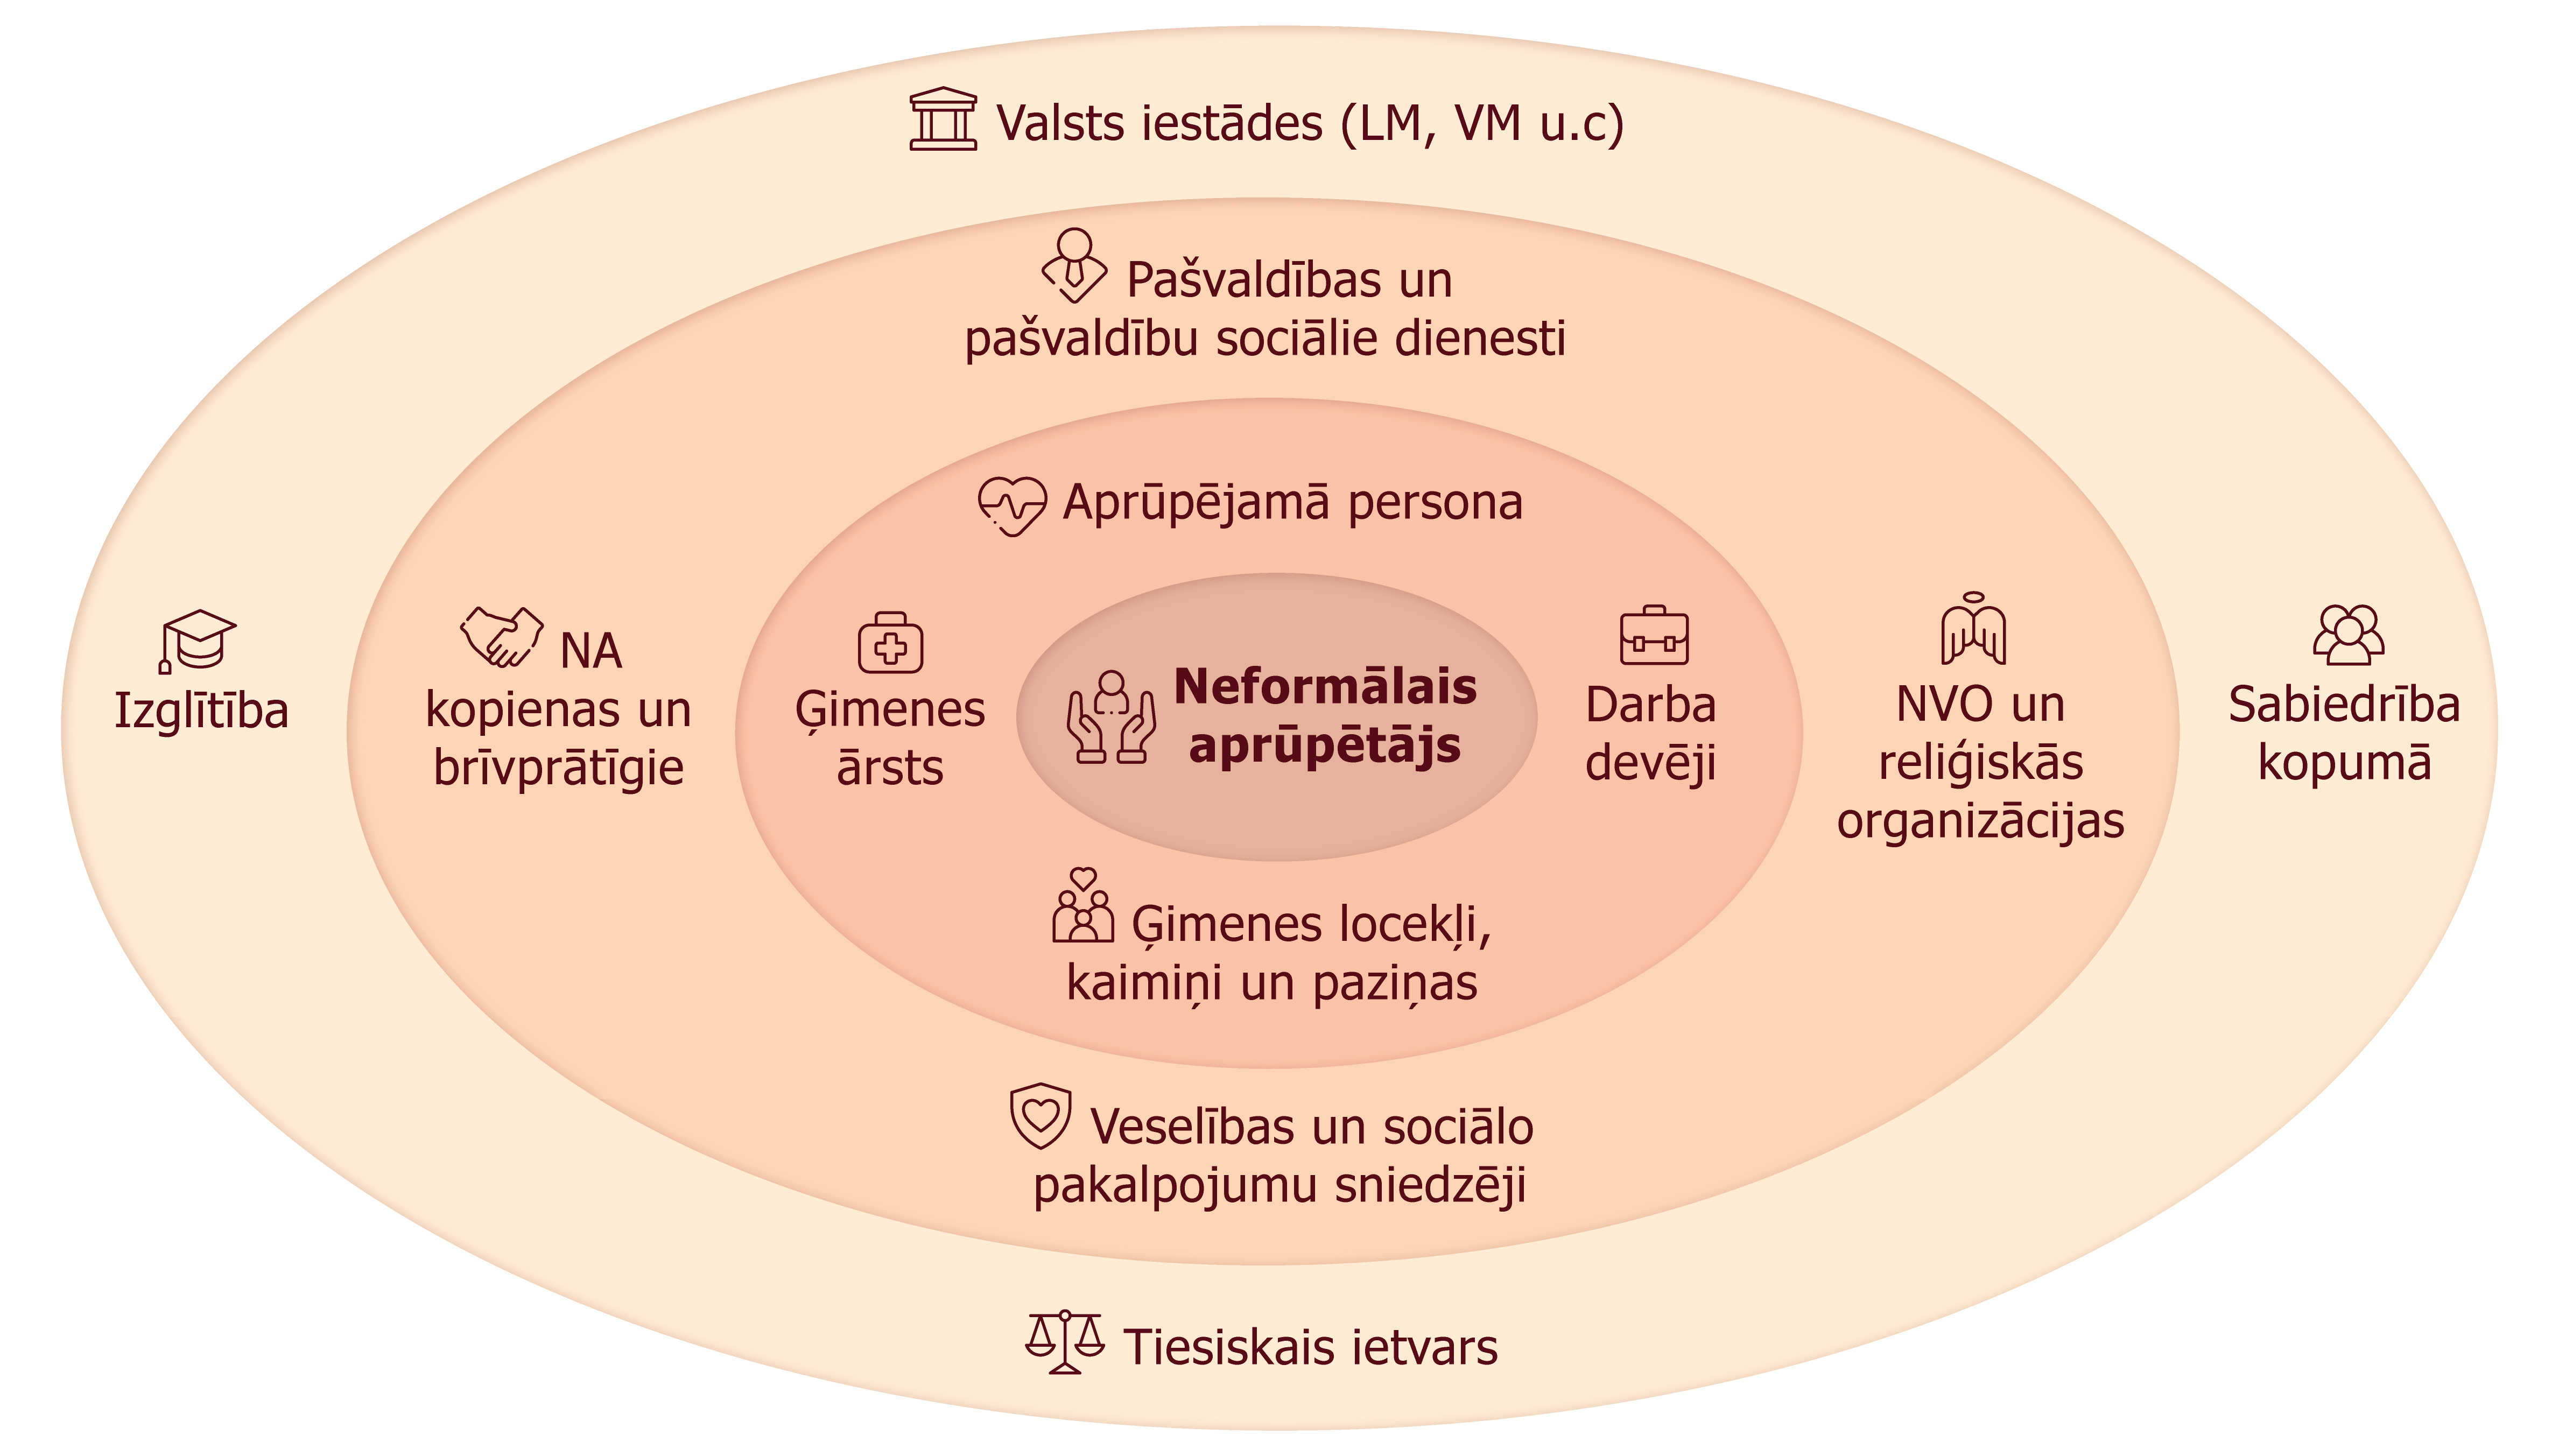 Valsts iestādes (LM, VM u.c)
Pašvaldības un
pašvaldību sociālie dienesti
Aprūpējamā persona
Izglītība
NA
kopienas un
brīvprātīgie
Ģimenes
ārsts
Neformālais
aprūpētājs
Darba
devēji
NVO un
reliģiskās
organizācijas
Sabiedrība
kopumā
Ģimenes locekļi,
kaimiņi un paziņas
Veselības un sociālo
pakalpojumu sniedzēji
Tiesiskais ietvars